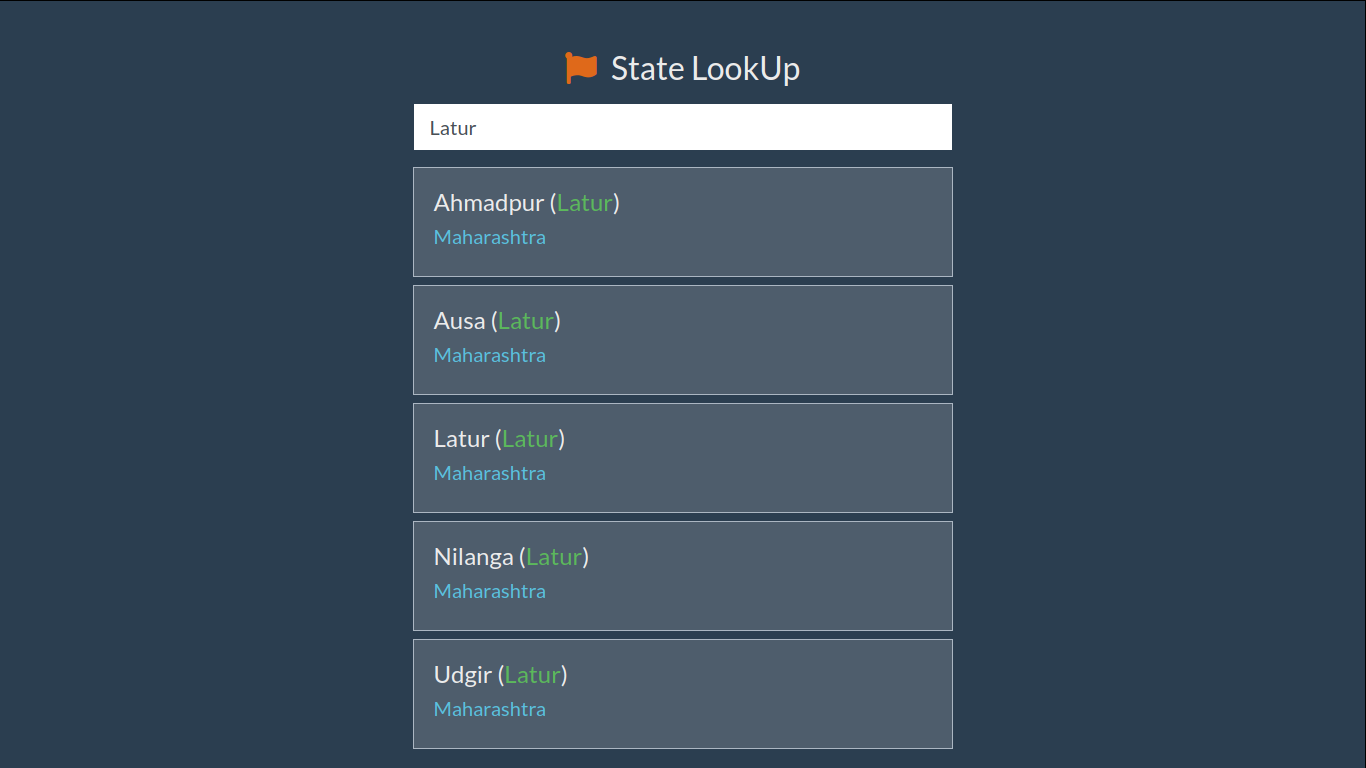 State LookUp
Latur
Ahmadpur (Latur)
Maharashtra
Ausa (Latur)
Maharashtra
Latur (Latur)
Maharashtra
Nilanga (Latur)
Maharashtra
Udgir (Latur)
Maharashtra